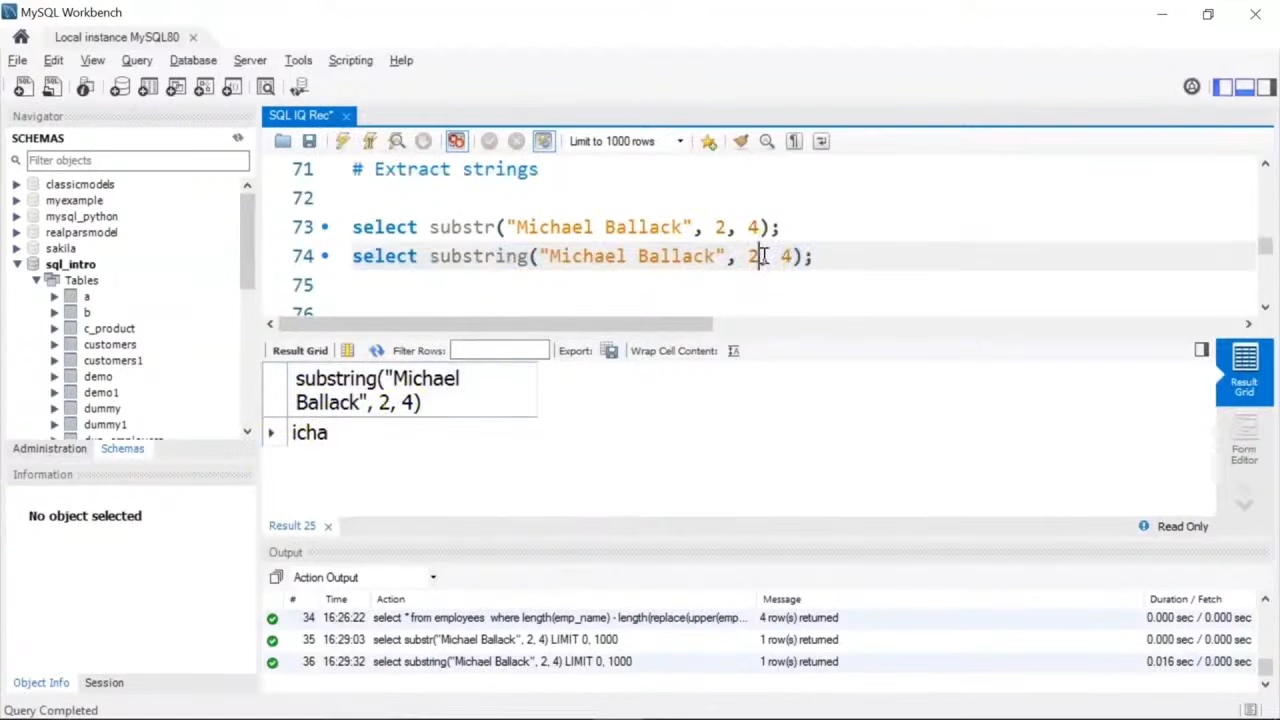 MySQL Workbench
Local instance MySQL80
File Edit View Query Database Server Tools Scripting Help
Navigator
SCHEMAS
Filter objects
classicmodels
myexample
mysql_python
realparsmodel
sakila
sql_intro
Tables
a
b
c_product
customers
customers1
demo
demo1
dummy
dummy1
Administration Schemas
Information
No object selected
Object Info Session
Query Completed
SQL IQ Rec*
Limit to 1000 rows
71 # Extract strings
72
73 select substr("Michael Ballack", 2, 4);
74 select substring("Michael Ballack", 2, 4);
75
76
Result Grid Filter Rows: Export: Wrap Cell Content:
substring("Michael
Ballack", 2, 4)
icha
Result
Grid
Form
Editor
Result 25 Read Only
Output
Action Output
# Time Action Message Duration / Fetch
34 16:26:22 select * from employees where length(emp_name) - length(replace(upper(emp... 4 row(s) returned 0.000 sec / 0.000 sec
35 16:29:03 select substr("Michael Ballack", 2, 4) LIMIT 0, 1000 1 row(s) returned 0.000 sec / 0.000 sec
36 16:29:32 select substring("Michael Ballack", 2, 4) LIMIT 0, 1000 1 row(s) returned 0.016 sec / 0.000 sec